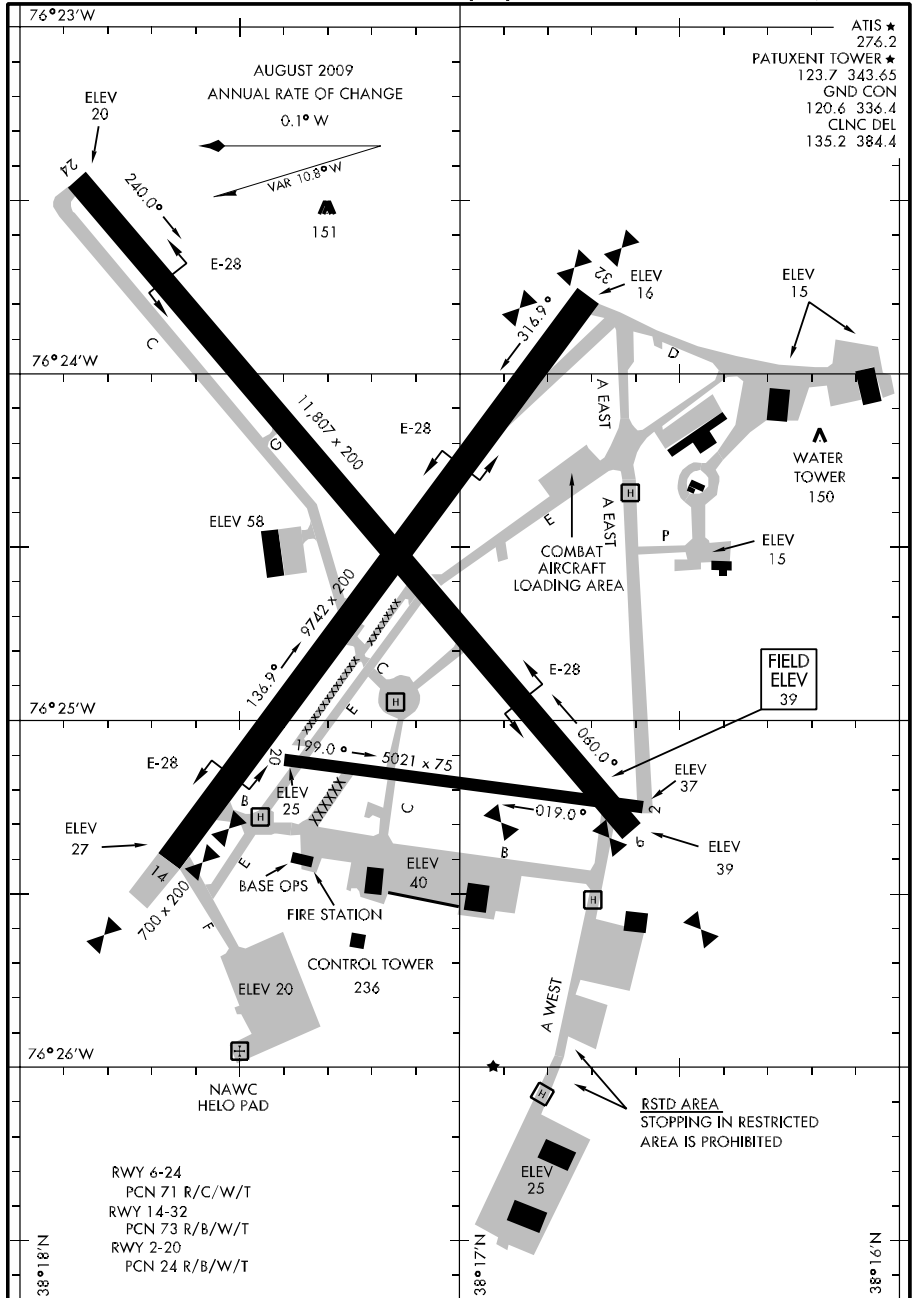 76°23'W
ATIS ★
276.2
PATUXENT TOWER ★
123.7 343.65
GND CON
120.6 336.4
CLNC DEL
135.2 384.4
AUGUST 2009
ANNUAL RATE OF CHANGE
0.1° W
VAR 10.8° W
151
ELEV
20
24
240.0°
E-28
32
ELEV
16
316.9°
ELEV
15
C
76°24'W
D
A EAST
11,807 x 200
E-28
G
WATER
TOWER
150
H
A EAST
ELEV 58
E
P
ELEV
15
COMBAT
AIRCRAFT
LOADING AREA
9742 x 200
136.9°
xxxxxxx
xxxxxxxxxxxxx
C
E
H
E-28
060.0°
FIELD
ELEV
39
76°25'W
E-28
20
199.0°
5021 x 75
ELEV
25
xxxxxx
B
H
C
019.0°
2
ELEV
37
6
ELEV
39
ELEV
27
14
E
B
BASE OPS
FIRE STATION
ELEV
40
H
700 x 200
F
CONTROL TOWER
236
ELEV 20
A WEST
76°26'W
NAWC
HELO PAD
H
RSTD AREA
STOPPING IN RESTRICTED
AREA IS PROHIBITED
ELEV
25
RWY 6-24
PCN 71 R/C/W/T
RWY 14-32
PCN 73 R/B/W/T
RWY 2-20
PCN 24 R/B/W/T
38°18'N
38°17'N
38°16'N